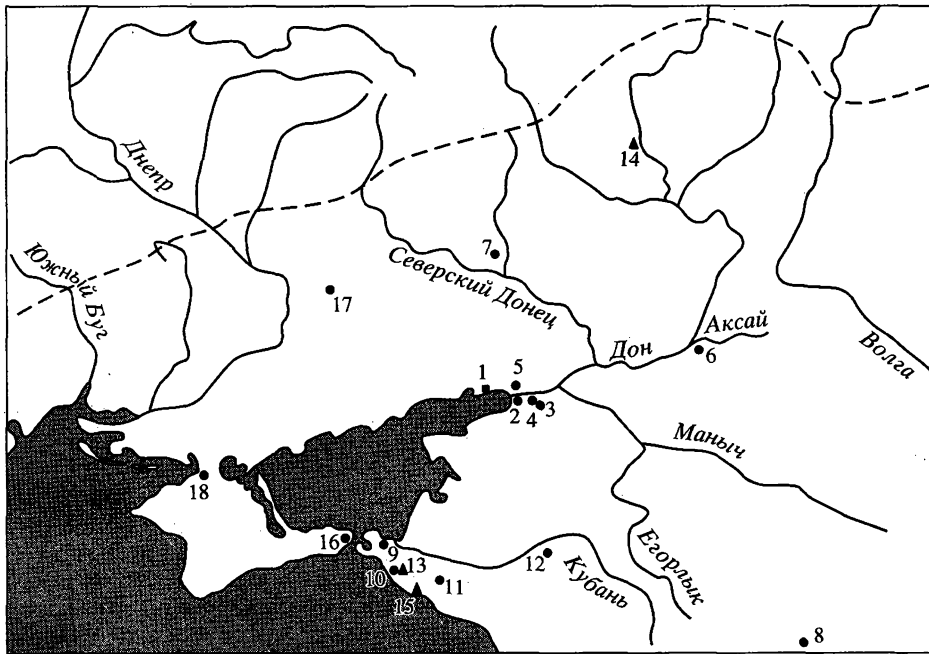 Днепр
14
Южный Буг
7
Северский Донец
17
Аксай
Дон
6
Волга
1
5
2
4
3
Маныч
18
16
9
13
10
11
12
Кубань
Егорлык
15
8